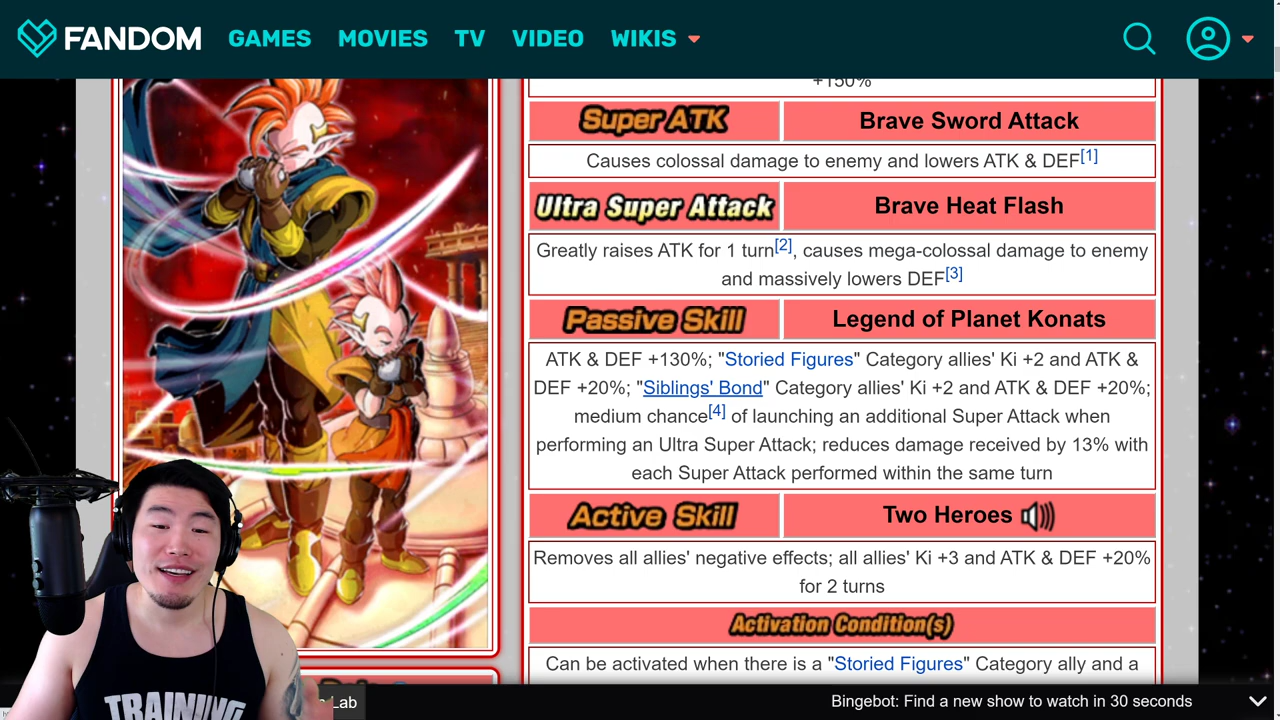 FANDOM GAMES MOVIES TV VIDEO WIKIS
+150%
Super ATK Brave Sword Attack
Causes colossal damage to enemy and lowers ATK & DEF[1]
Ultra Super Attack Brave Heat Flash
Greatly raises ATK for 1 turn[2], causes mega-colossal damage to enemy
and massively lowers DEF[3]
Passive Skill Legend of Planet Konats
ATK & DEF +130%; "Storied Figures" Category allies' Ki +2 and ATK &
DEF +20%; "Siblings' Bond" Category allies' Ki +2 and ATK & DEF +20%;
medium chance[4] of launching an additional Super Attack when
performing an Ultra Super Attack; reduces damage received by 13% with
each Super Attack performed within the same turn
Active Skill Two Heroes
Removes all allies' negative effects; all allies' Ki +3 and ATK & DEF +20%
for 2 turns
Activation Condition(s)
Can be activated when there is a "Storied Figures" Category ally and a
Lab
Bingebot: Find a new show to watch in 30 seconds
TRAINING